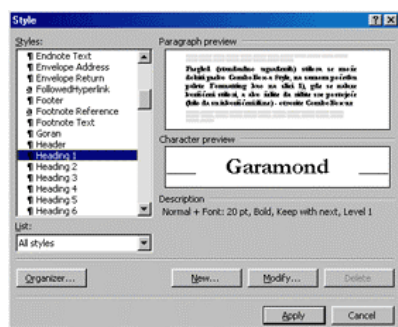 Style
Styles:
Endnote Text
Envelope Address
Envelope Return
FollowedHyperlink
Footer
Footnote Reference
Footnote Text
Goran
Header
Heading 1
Heading 2
Heading 3
Heading 4
Heading 5
Heading 6
List:
All styles
Paragraph preview
Character preview
Garamond
Description
Normal + Font: 20 pt, Bold, Keep with next, Level 1
Organizer...
New...
Modify...
Delete
Apply
Cancel